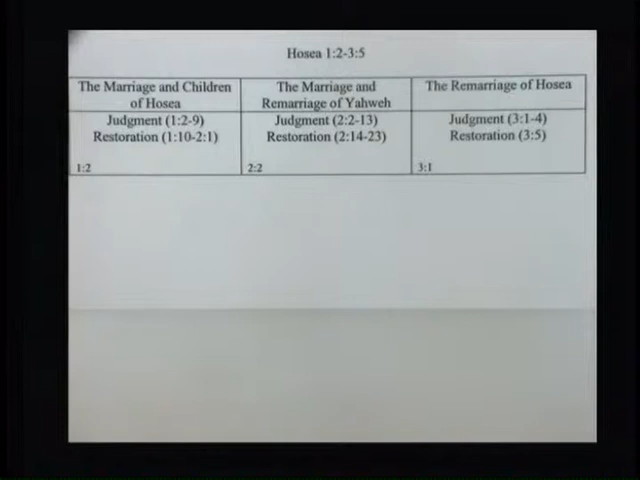 Hosea 1:2-3:5
The Marriage and Children
of Hosea
The Marriage and
Remarriage of Yahweh
The Remarriage of Hosea
Judgment (1:2-9)
Restoration (1:10-2:1)
Judgment (2:2-13)
Restoration (2:14-23)
Judgment (3:1-4)
Restoration (3:5)
1:2
2:2
3:1